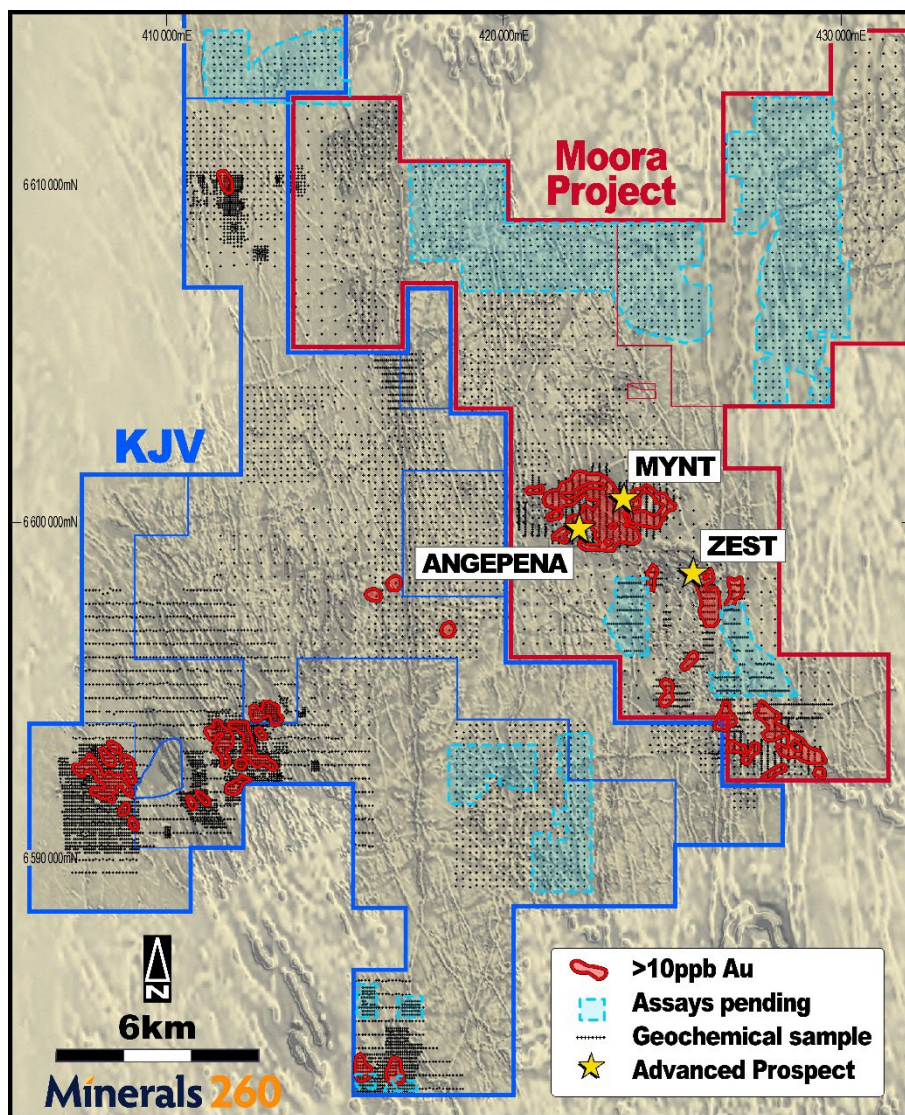 410 000mE
420 000mE
430 000mE
6 610 000mN
Moora
Project
KJV
MYNT
6 600 000mN
ANGEPENA
ZEST
6 590 000mN
N
6km
Minerals 260
>10ppb Au
Assays pending
Geochemical sample
Advanced Prospect